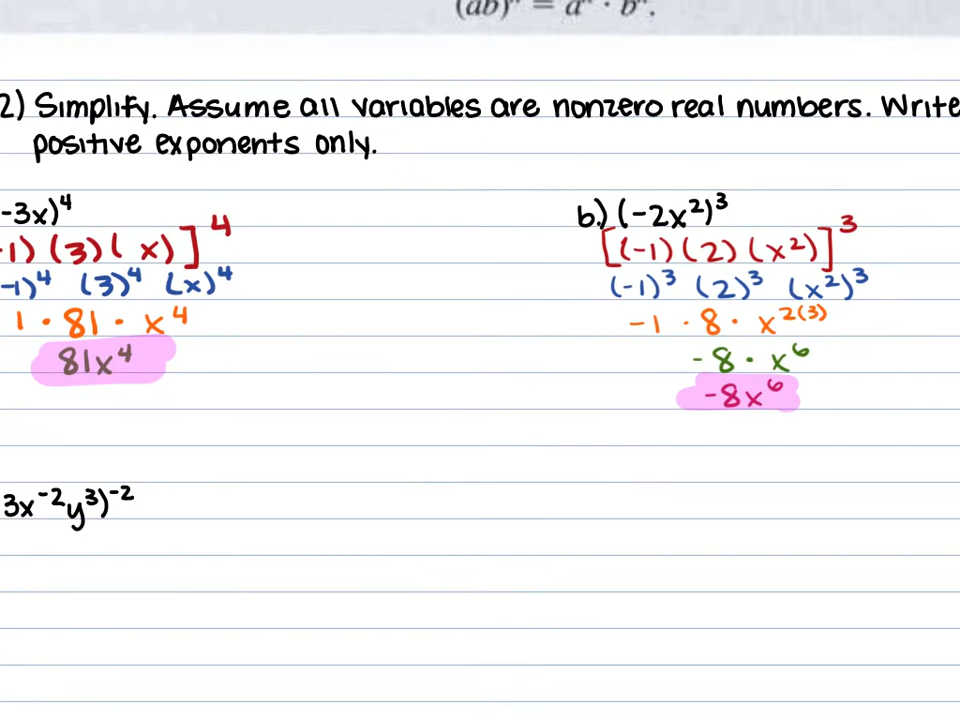 (ab)ⁿ = aⁿ · bⁿ.
2) Simplify. Assume all variables are nonzero real numbers. Write
positive exponents only.
-3x)⁴
b.) (-2x²)³
-1) (3) (x)]⁴
[(-1) (2) (x²)]³
-1)⁴ (3)⁴ (x)⁴
(-1)³ (2)³ (x²)³
1 · 81 · x⁴
-1 · 8 · x²⁽³⁾
81x⁴
-8 · x⁶
-8x⁶
3x⁻²y³)⁻²